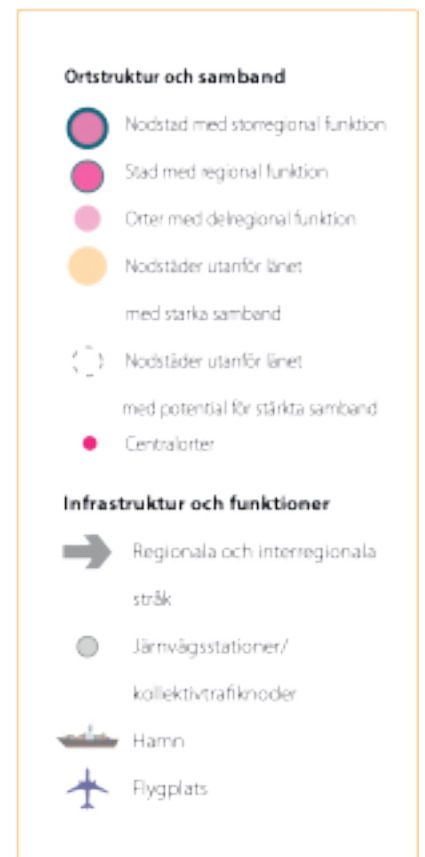 Ortstruktur och samband
Nodstad med storregional funktion
Stad med regional funktion
Orter med delregional funktion
Nodstäder utanför länet
med starka samband
Nodstäder utanför länet
med potential för stärkta samband
Centralorter
Infrastruktur och funktioner
Regionala och interregionala
stråk
Järnvägsstationer/
kollektivtrafiknoder
Hamn
Flygplats